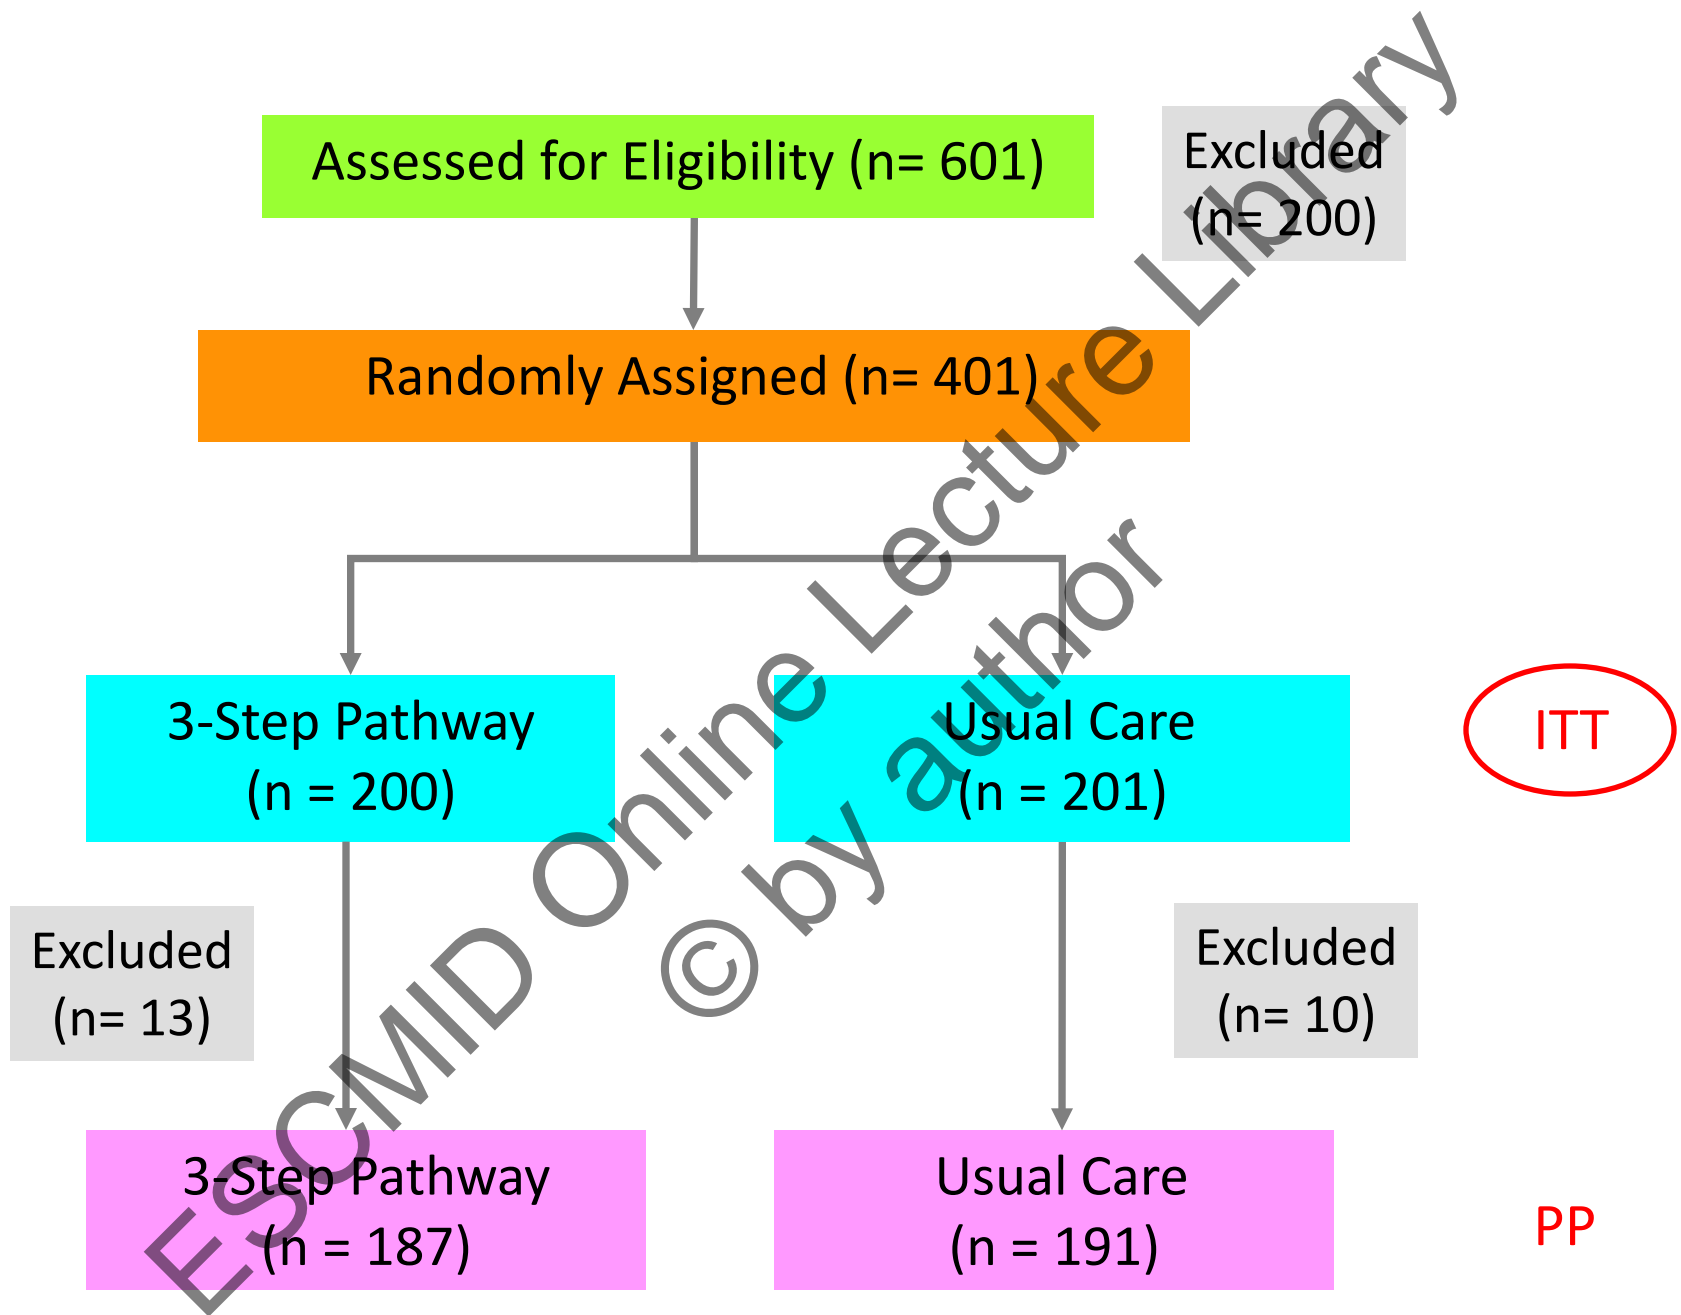 Assessed for Eligibility (n= 601)
Excluded
(n= 200)
Randomly Assigned (n= 401)
3-Step Pathway
(n = 200)
Usual Care
(n = 201)
ITT
Excluded
(n= 13)
Excluded
(n= 10)
3-Step Pathway
(n = 187)
Usual Care
(n = 191)
PP
ESCMID Online Lecture Library
© by author